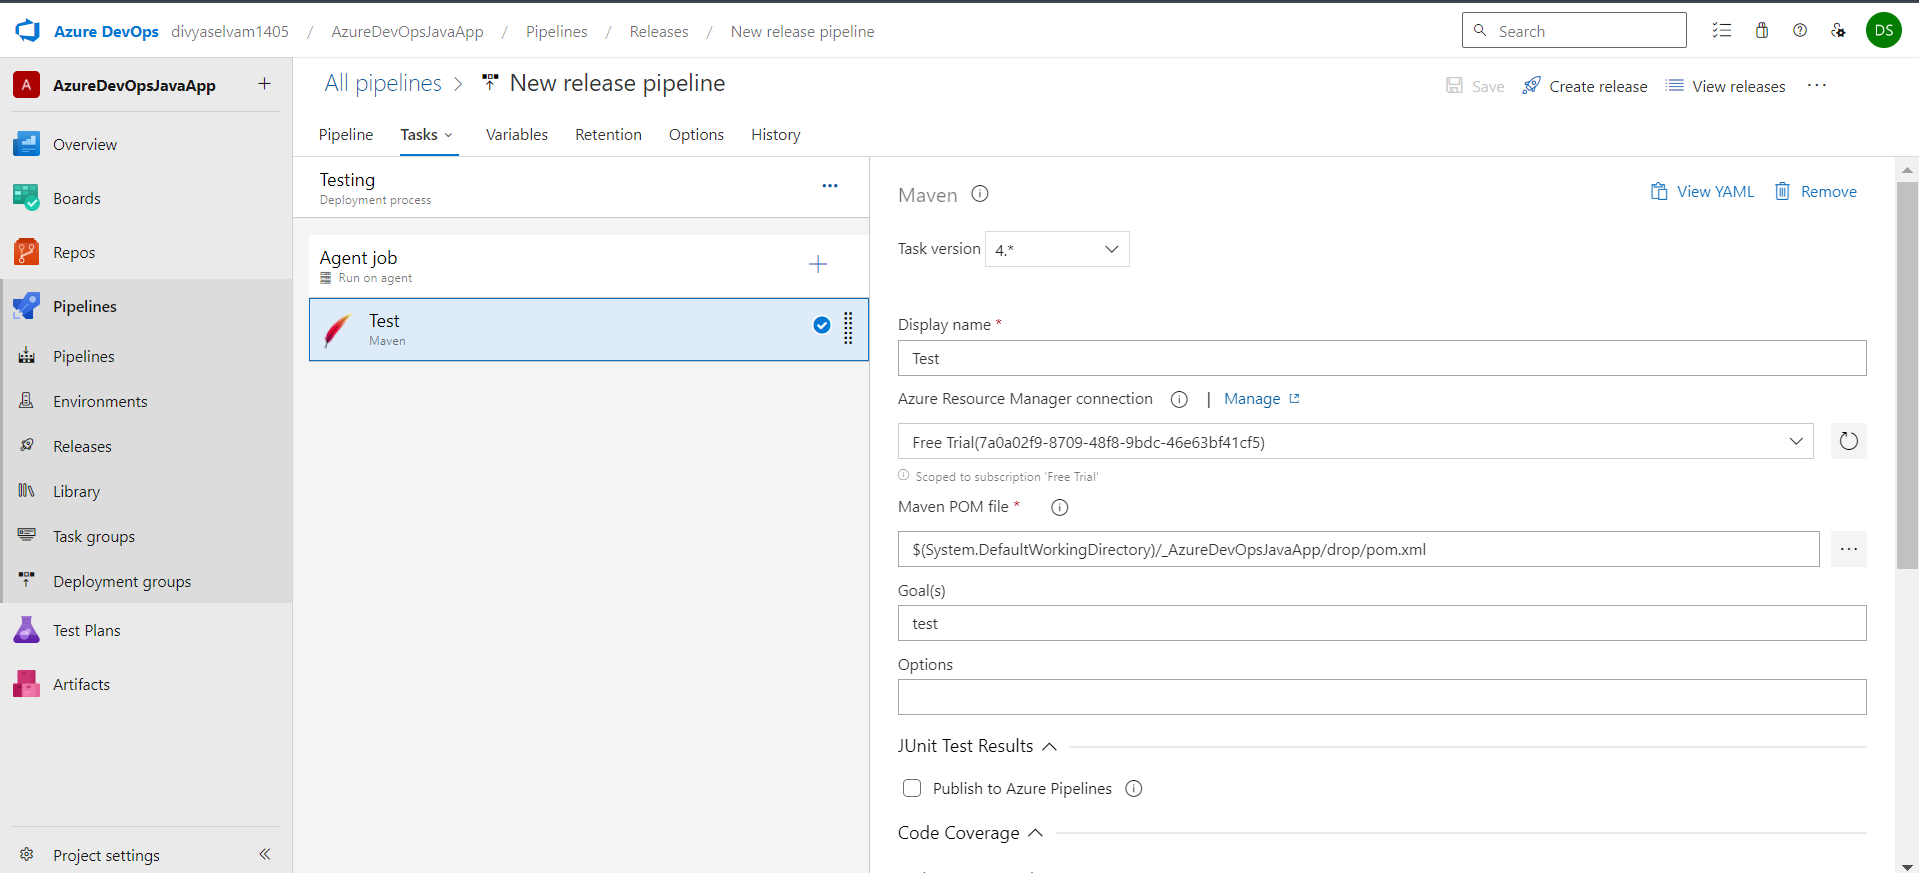 Azure DevOps divyaselvam1405 / AzureDevOpsJavaApp / Pipelines / Releases / New release pipeline
Search
DS
A AzureDevOpsJavaApp +
Overview
Boards
Repos
Pipelines
Pipelines
Environments
Releases
Library
Task groups
Deployment groups
Test Plans
Artifacts
Project settings
All pipelines > New release pipeline
Save Create release View releases ...
Pipeline Tasks Variables Retention Options History
Testing
Deployment process
Agent job
Run on agent
Test
Maven
Maven
View YAML Remove
Task version 4.*
Display name *
Test
Azure Resource Manager connection | Manage
Free Trial(7a0a02f9-8709-48f8-9bdc-46e63bf41cf5)
Scoped to subscription 'Free Trial'
Maven POM file *
$(System.DefaultWorkingDirectory)/_AzureDevOpsJavaApp/drop/pom.xml
Goal(s)
test
Options
JUnit Test Results
Publish to Azure Pipelines
Code Coverage